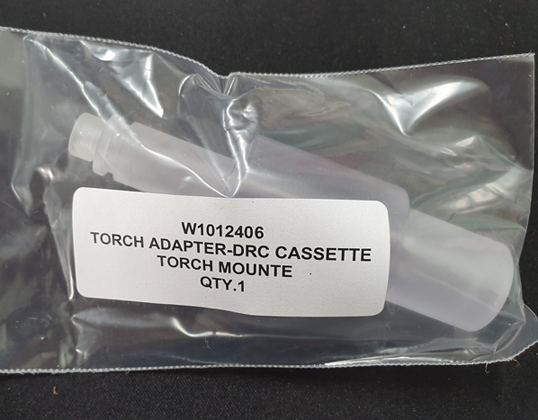 W1012406
TORCH ADAPTER-DRC CASSETTE
TORCH MOUNTE
QTY.1